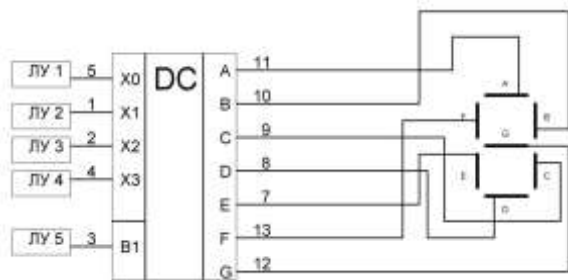 ЛУ 1 5 X0 DC A 11
ЛУ 2 1 X1 B 10
ЛУ 3 2 X2 C 9
ЛУ 4 4 X3 D 8
E 7
ЛУ 5 3 B1 F 13
G 12
A
F B
G
E C
D